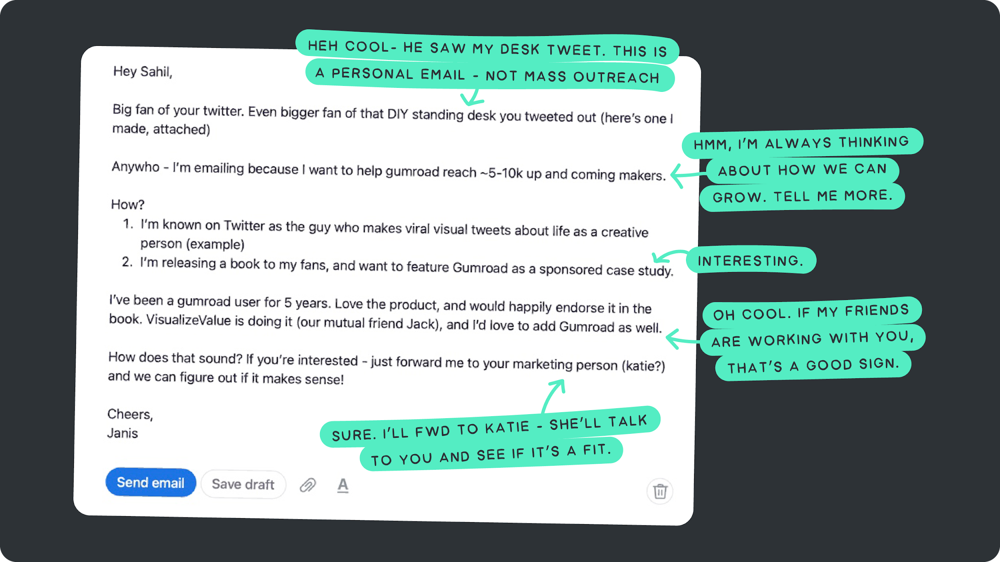 HEH COOL- HE SAW MY DESK TWEET. THIS IS
A PERSONAL EMAIL - NOT MASS OUTREACH
Hey Sahil,
Big fan of your twitter. Even bigger fan of that DIY standing desk you tweeted out (here's one I
made, attached)
HMM, I'M ALWAYS THINKING
ABOUT HOW WE CAN
GROW. TELL ME MORE.
Anywho - I'm emailing because I want to help gumroad reach ~5-10k up and coming makers.
How?
1. I'm known on Twitter as the guy who makes viral visual tweets about life as a creative
person (example)
2. I'm releasing a book to my fans, and want to feature Gumroad as a sponsored case study.
INTERESTING.
I've been a gumroad user for 5 years. Love the product, and would happily endorse it in the
book. VisualizeValue is doing it (our mutual friend Jack), and I'd love to add Gumroad as well.
OH COOL. IF MY FRIENDS
ARE WORKING WITH YOU,
THAT'S A GOOD SIGN.
How does that sound? If you're interested - just forward me to your marketing person (katie?)
and we can figure out if it makes sense!
SURE. I'LL FWD TO KATIE - SHE'LL TALK
TO YOU AND SEE IF IT'S A FIT.
Cheers,
Janis
Send email
Save draft
A